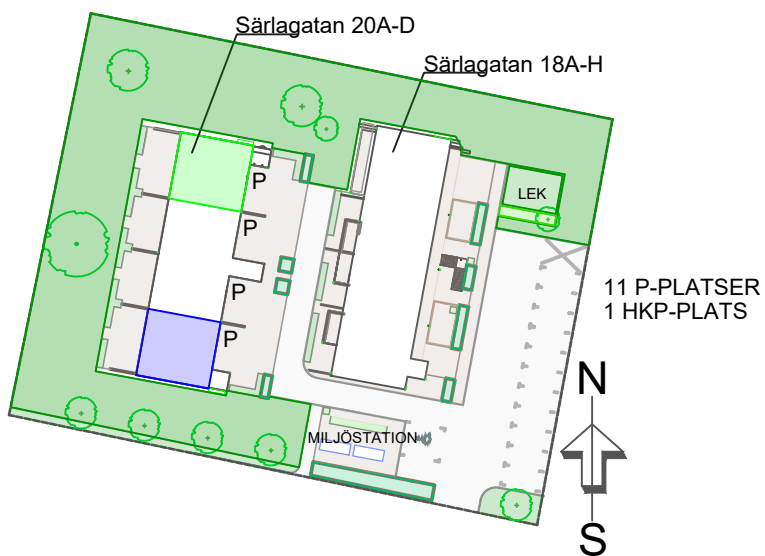 Särlagatan 20A-D
Särlagatan 18A-H
P
P
P
P
LEK
11 P-PLATSER
1 HKP-PLATS
N
MILJÖSTATION
S